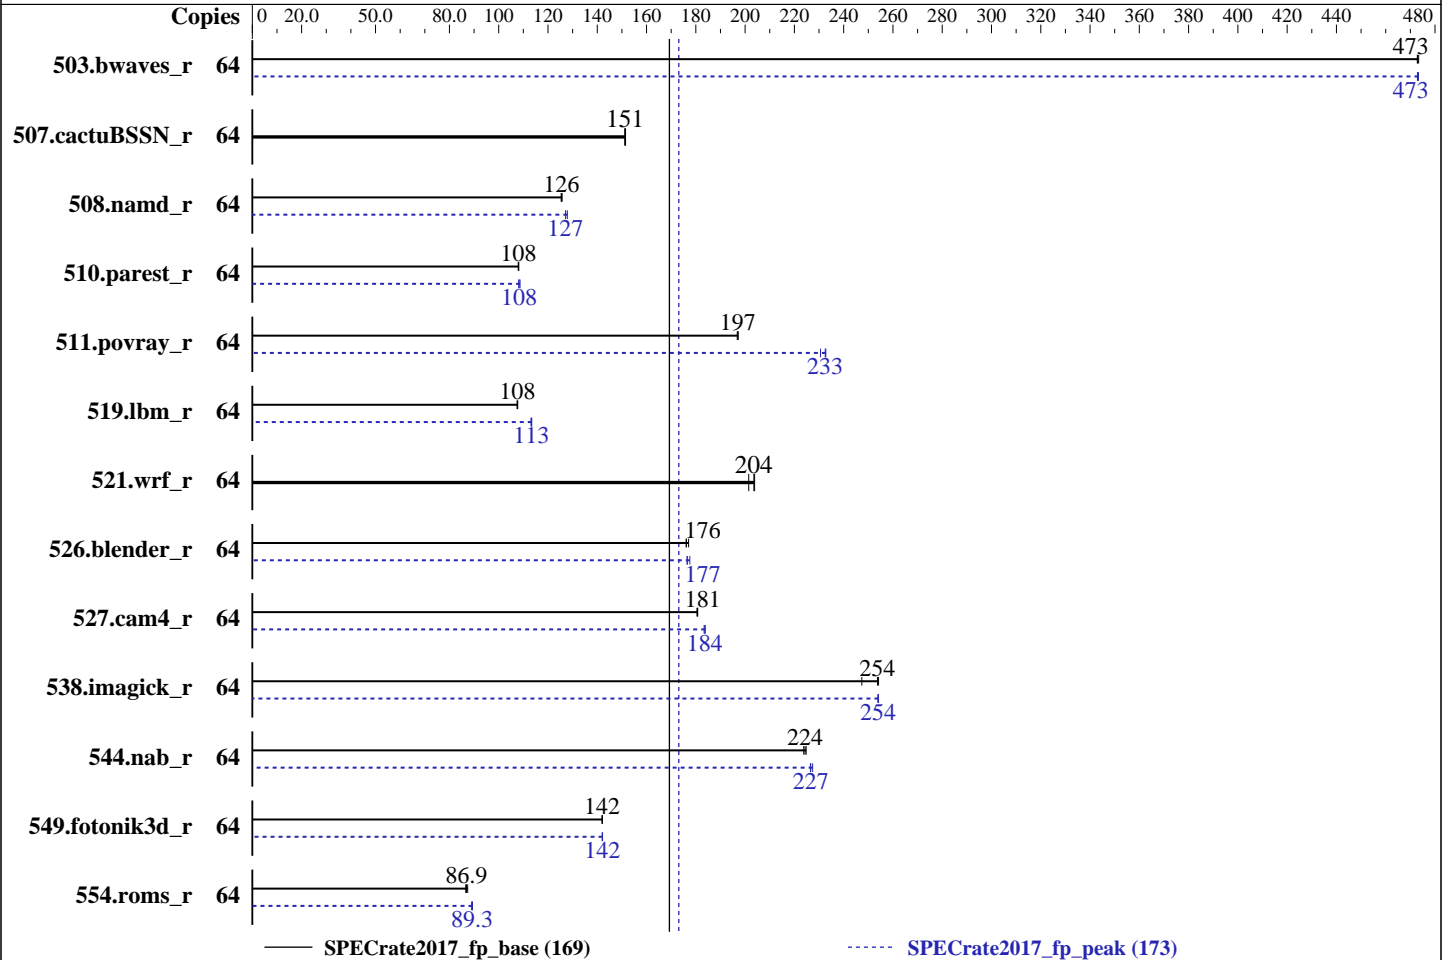 Copies 0 20.0 50.0 80.0 100 120 140 160 180 200 220 240 260 280 300 320 340 360 380 400 420 440 480
473
503.bwaves_r 64
473
151
507.cactuBSSN_r 64
126
508.namd_r 64
127
108
510.parest_r 64
108
197
511.povray_r 64
233
108
519.lbm_r 64
113
204
521.wrf_r 64
176
526.blender_r 64
177
181
527.cam4_r 64
184
254
538.imagick_r 64
254
224
544.nab_r 64
227
142
549.fotonik3d_r 64
142
86.9
554.roms_r 64
89.3
SPECrate2017_fp_base (169) SPECrate2017_fp_peak (173)